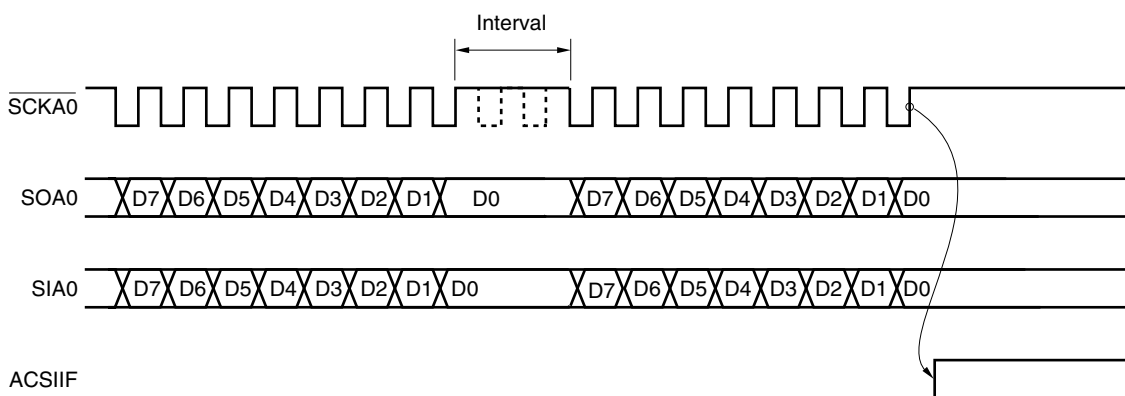 Interval
SCKA0
SOA0 D7 D6 D5 D4 D3 D2 D1 D0 D7 D6 D5 D4 D3 D2 D1 D0
SIA0 D7 D6 D5 D4 D3 D2 D1 D0 D7 D6 D5 D4 D3 D2 D1 D0
ACSIIF